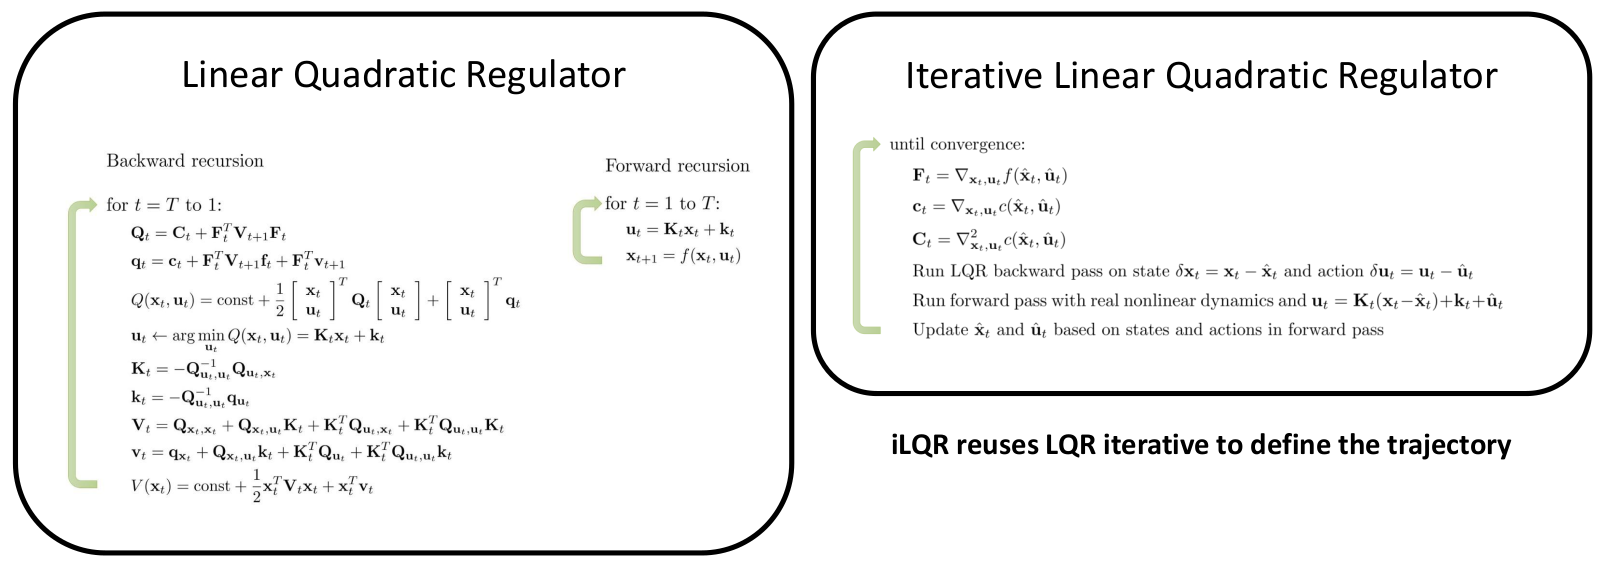 Linear Quadratic Regulator
Backward recursion
for $t = T$ to 1:
$\mathbf{Q}_t = \mathbf{C}_t + \mathbf{F}_t^T \mathbf{V}_{t+1} \mathbf{F}_t$
$\mathbf{q}_t = \mathbf{c}_t + \mathbf{F}_t^T \mathbf{V}_{t+1} \mathbf{f}_t + \mathbf{F}_t^T \mathbf{v}_{t+1}$
$Q(\mathbf{x}_t, \mathbf{u}_t) = \text{const} + \frac{1}{2} \begin{bmatrix} \mathbf{x}_t \\ \mathbf{u}_t \end{bmatrix}^T \mathbf{Q}_t \begin{bmatrix} \mathbf{x}_t \\ \mathbf{u}_t \end{bmatrix} + \begin{bmatrix} \mathbf{x}_t \\ \mathbf{u}_t \end{bmatrix}^T \mathbf{q}_t$
$\mathbf{u}_t \leftarrow \arg\min_{\mathbf{u}_t} Q(\mathbf{x}_t, \mathbf{u}_t) = \mathbf{K}_t \mathbf{x}_t + \mathbf{k}_t$
$\mathbf{K}_t = -\mathbf{Q}_{\mathbf{u}_t,\mathbf{u}_t}^{-1} \mathbf{Q}_{\mathbf{u}_t,\mathbf{x}_t}$
$\mathbf{k}_t = -\mathbf{Q}_{\mathbf{u}_t,\mathbf{u}_t}^{-1} \mathbf{q}_{\mathbf{u}_t}$
$\mathbf{V}_t = \mathbf{Q}_{\mathbf{x}_t,\mathbf{x}_t} + \mathbf{Q}_{\mathbf{x}_t,\mathbf{u}_t} \mathbf{K}_t + \mathbf{K}_t^T \mathbf{Q}_{\mathbf{u}_t,\mathbf{x}_t} + \mathbf{K}_t^T \mathbf{Q}_{\mathbf{u}_t,\mathbf{u}_t} \mathbf{K}_t$
$\mathbf{v}_t = \mathbf{q}_{\mathbf{x}_t} + \mathbf{Q}_{\mathbf{x}_t,\mathbf{u}_t} \mathbf{k}_t + \mathbf{K}_t^T \mathbf{Q}_{\mathbf{u}_t} + \mathbf{K}_t^T \mathbf{Q}_{\mathbf{u}_t,\mathbf{u}_t} \mathbf{k}_t$
$V(\mathbf{x}_t) = \text{const} + \frac{1}{2} \mathbf{x}_t^T \mathbf{V}_t \mathbf{x}_t + \mathbf{x}_t^T \mathbf{v}_t$
Forward recursion
for $t = 1$ to $T$:
$\mathbf{u}_t = \mathbf{K}_t \mathbf{x}_t + \mathbf{k}_t$
$\mathbf{x}_{t+1} = f(\mathbf{x}_t, \mathbf{u}_t)$
Iterative Linear Quadratic Regulator
until convergence:
$\mathbf{F}_t = \nabla_{\mathbf{x}_t,\mathbf{u}_t} f(\hat{\mathbf{x}}_t, \hat{\mathbf{u}}_t)$
$\mathbf{c}_t = \nabla_{\mathbf{x}_t,\mathbf{u}_t} c(\hat{\mathbf{x}}_t, \hat{\mathbf{u}}_t)$
$\mathbf{C}_t = \nabla_{\mathbf{x}_t,\mathbf{u}_t}^2 c(\hat{\mathbf{x}}_t, \hat{\mathbf{u}}_t)$
Run LQR backward pass on state $\delta\mathbf{x}_t = \mathbf{x}_t - \hat{\mathbf{x}}_t$ and action $\delta\mathbf{u}_t = \mathbf{u}_t - \hat{\mathbf{u}}_t$
Run forward pass with real nonlinear dynamics and $\mathbf{u}_t = \mathbf{K}_t(\mathbf{x}_t - \hat{\mathbf{x}}_t) + \mathbf{k}_t + \hat{\mathbf{u}}_t$
Update $\hat{\mathbf{x}}_t$ and $\hat{\mathbf{u}}_t$ based on states and actions in forward pass
iLQR reuses LQR iterative to define the trajectory